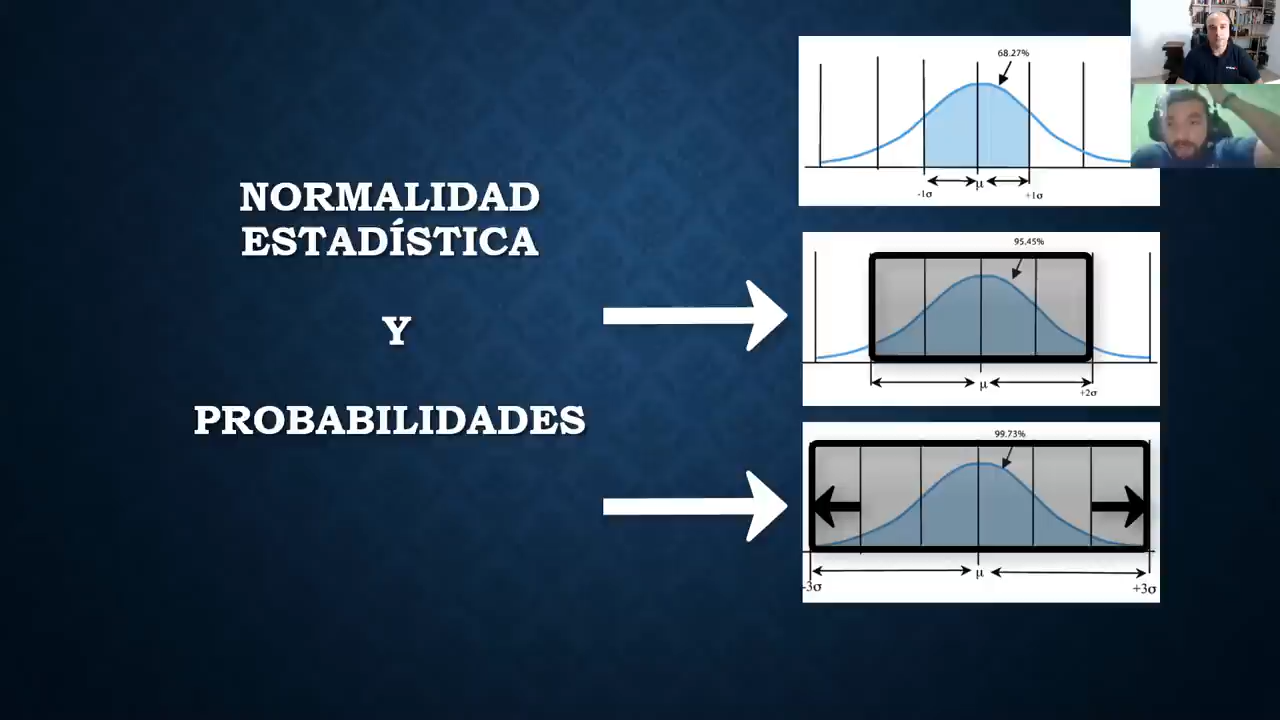 NORMALIDAD
ESTADÍSTICA
Y
PROBABILIDADES
68.27%
-1σ
μ
+1σ
95.45%
μ
+2σ
99.73%
-3σ
μ
+3σ